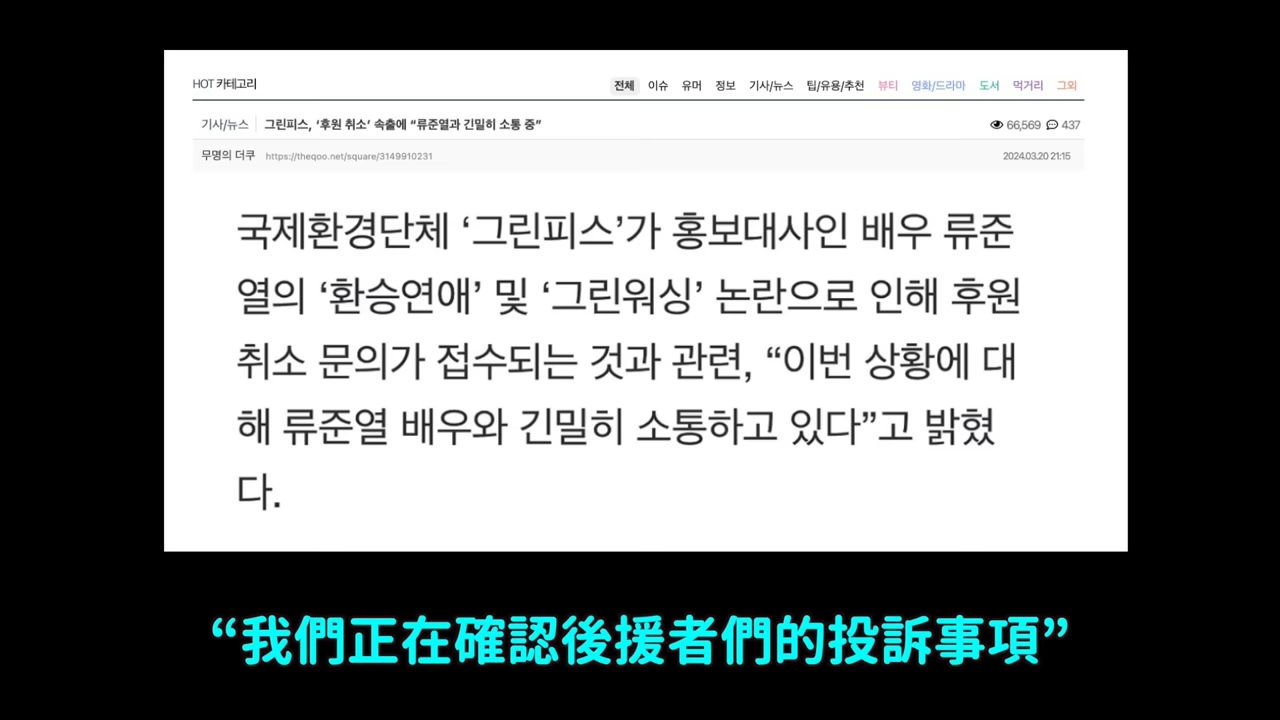 HOT 카테고리
전체 이슈 유머 정보 기사/뉴스 팁/유용/추천 뷰티 영화/드라마 도서 먹거리 그외
기사/뉴스 그린피스, ‘후원 취소’ 속출에 “류준열과 긴밀히 소통 중” 66,569 437
무명의 더쿠 https://theqoo.net/square/3149910231 2024.03.20 21:15
국제환경단체 ‘그린피스’가 홍보대사인 배우 류준
열의 ‘환승연애’ 및 ‘그린워싱’ 논란으로 인해 후원
취소 문의가 접수되는 것과 관련, “이번 상황에 대
해 류준열 배우와 긴밀히 소통하고 있다”고 밝혔
다.
“我們正在確認後援者們的投訴事項”